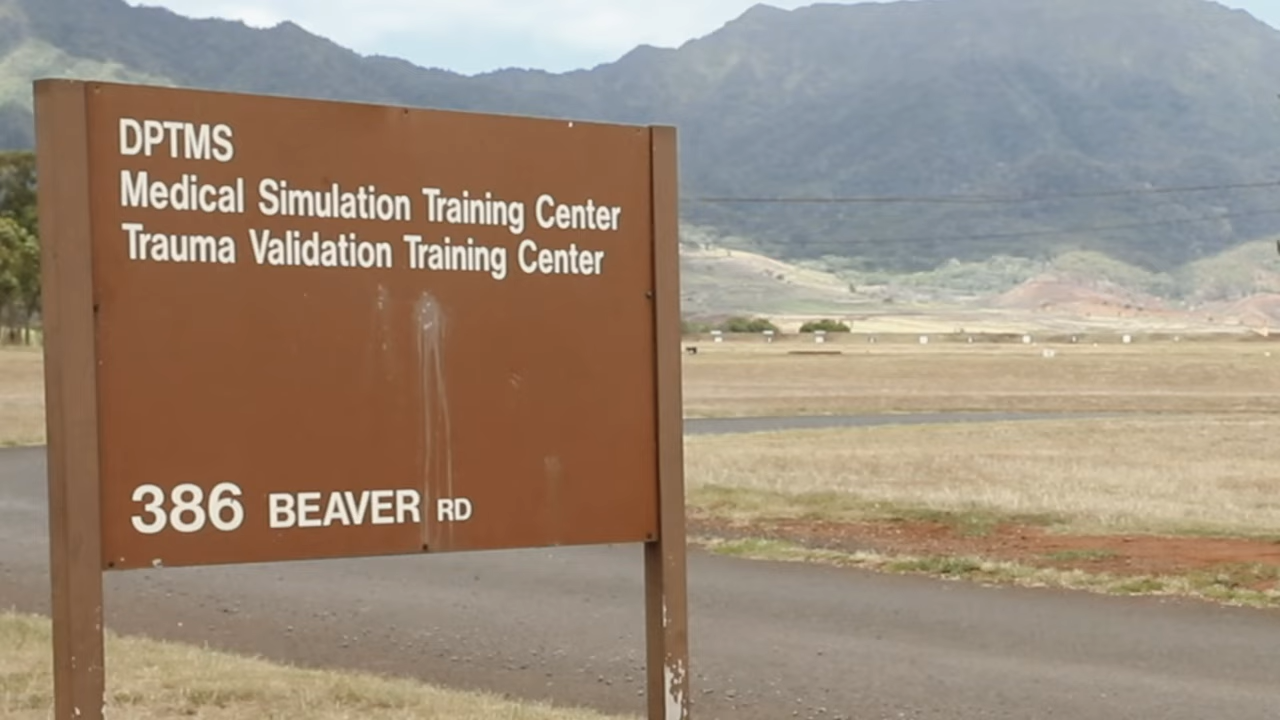 DPTMS
Medical Simulation Training Center
Trauma Validation Training Center
386 BEAVER RD